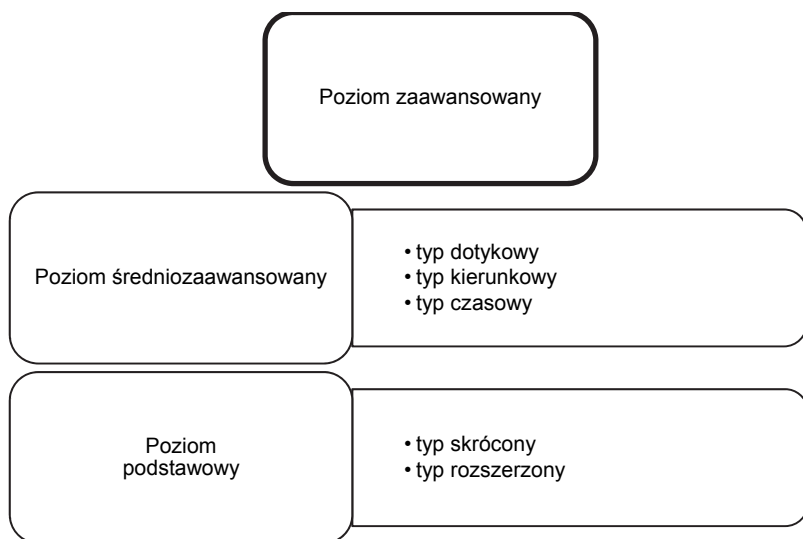 Poziom zaawansowany
Poziom średniozaawansowany
• typ dotykowy
• typ kierunkowy
• typ czasowy
Poziom
podstawowy
• typ skrócony
• typ rozszerzony